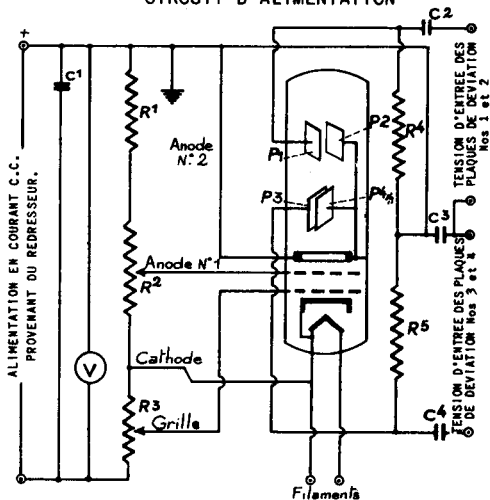 CIRCUIT D'ALIMENTATION
+
C1
R1
Anode
N°2
R2
Anode N°1
V
Cathode
R3
Grille
Filaments
P1
P2
P3
P4
C2
R4
C3
R5
C4
ALIMENTATION EN COURANT C.C.
PROVENANT DU REDRESSEUR.
TENSION D'ENTREE DES
PLAQUES DE DEVIATION
Nos 1 et 2
TENSION D'ENTREE DES PLAQUES
DE DEVIATION Nos 3 et 4